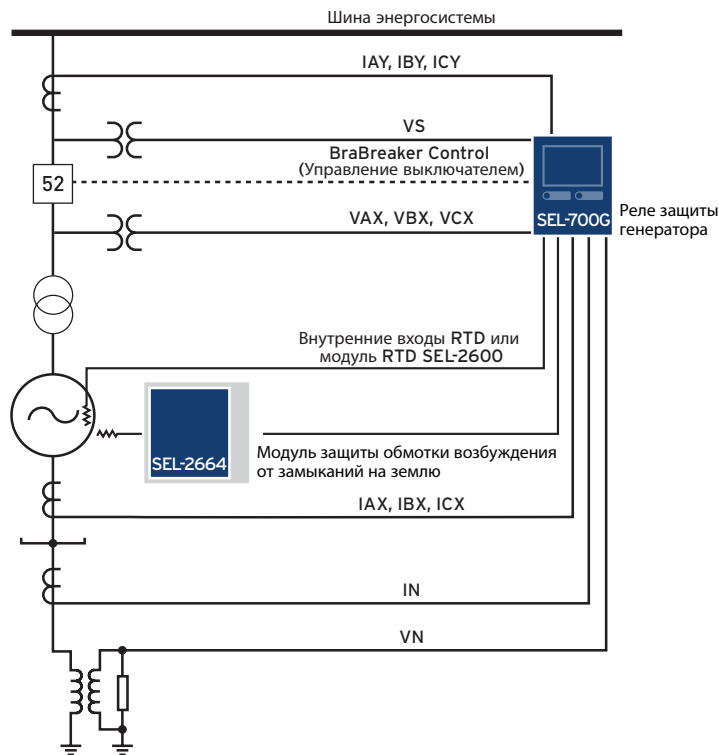 Шина энергосистемы
IAY, IBY, ICY
VS
BraBreaker Control
(Управление выключателем)
52
SEL-700G
Реле защиты
генератора
VAX, VBX, VCX
Внутренние входы RTD или
модуль RTD SEL-2600
SEL-2664
Модуль защиты обмотки возбуждения
от замыканий на землю
IAX, IBX, ICX
IN
VN